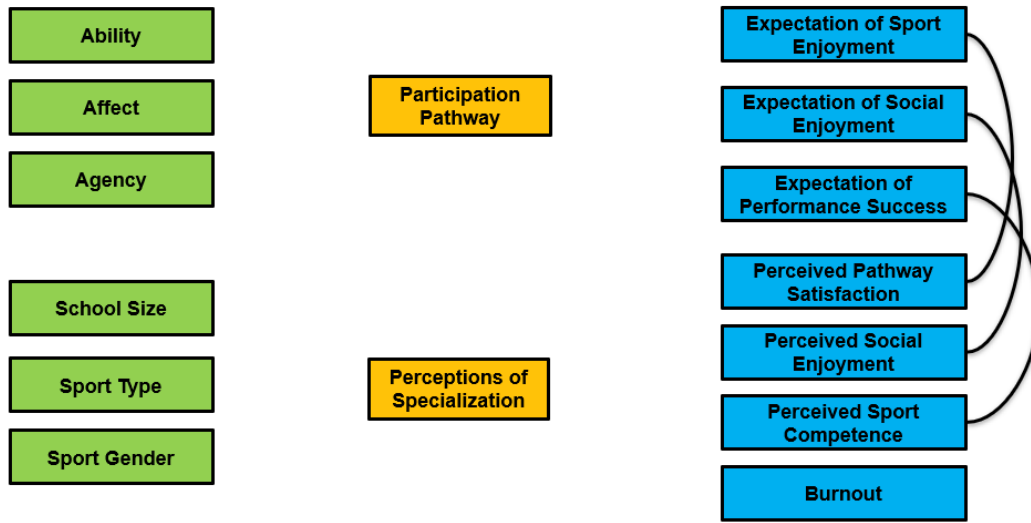 Ability
Affect
Agency
School Size
Sport Type
Sport Gender
Participation
Pathway
Perceptions of
Specialization
Expectation of Sport
Enjoyment
Expectation of Social
Enjoyment
Expectation of
Performance Success
Perceived Pathway
Satisfaction
Perceived Social
Enjoyment
Perceived Sport
Competence
Burnout